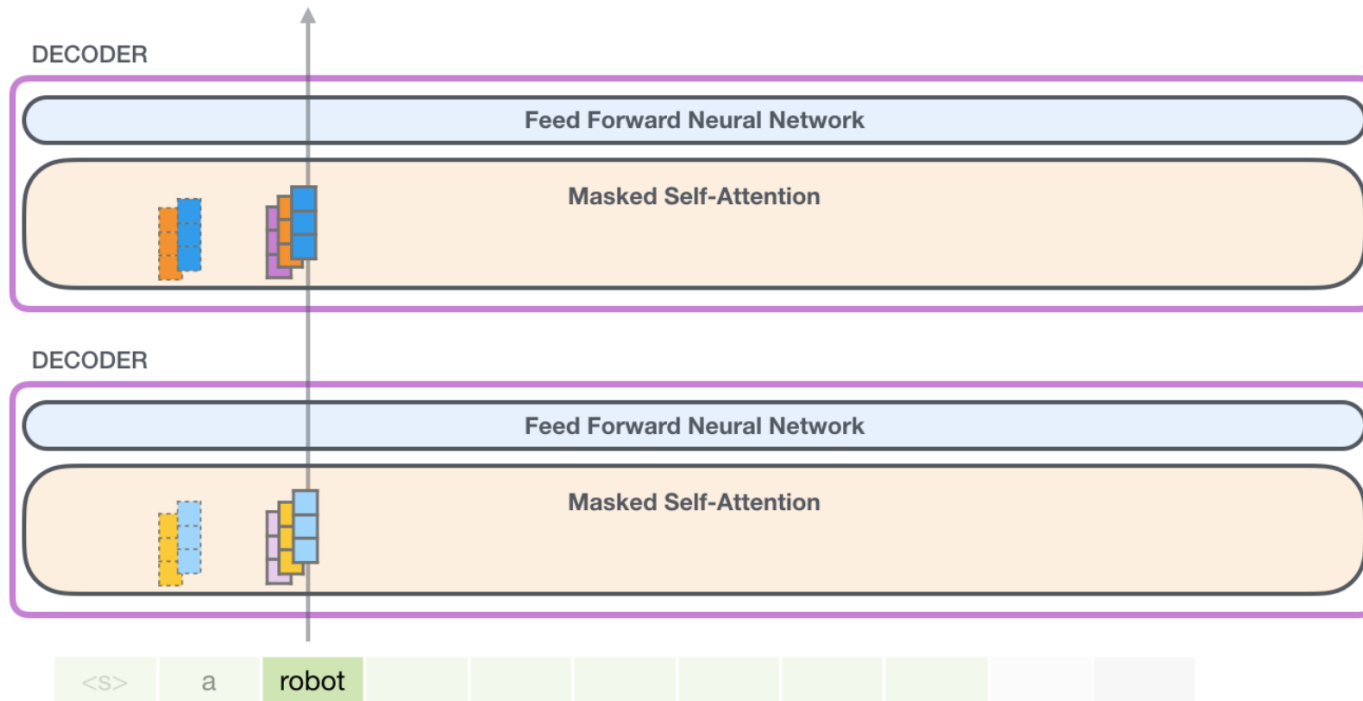 DECODER
Feed Forward Neural Network
Masked Self-Attention
DECODER
Feed Forward Neural Network
Masked Self-Attention
<s> a robot